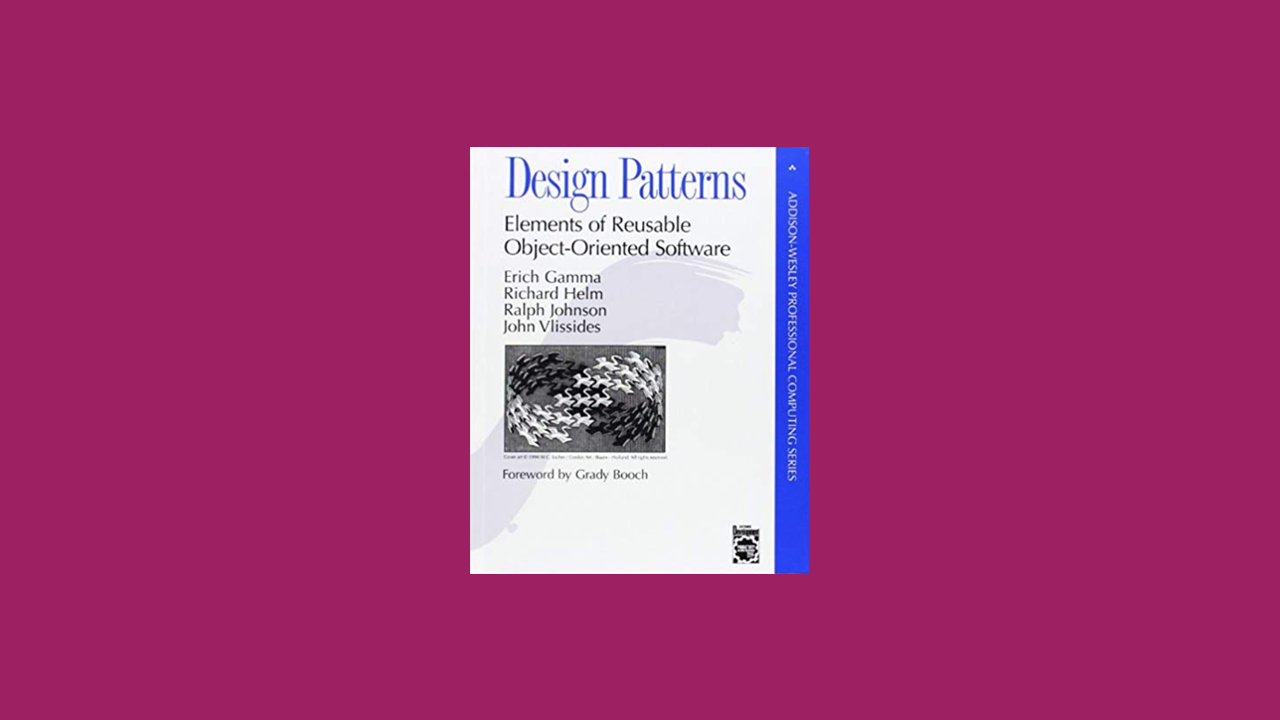 Design Patterns
Elements of Reusable
Object-Oriented Software
Erich Gamma
Richard Helm
Ralph Johnson
John Vlissides
Foreword by Grady Booch
ADDISON-WESLEY PROFESSIONAL COMPUTING SERIES